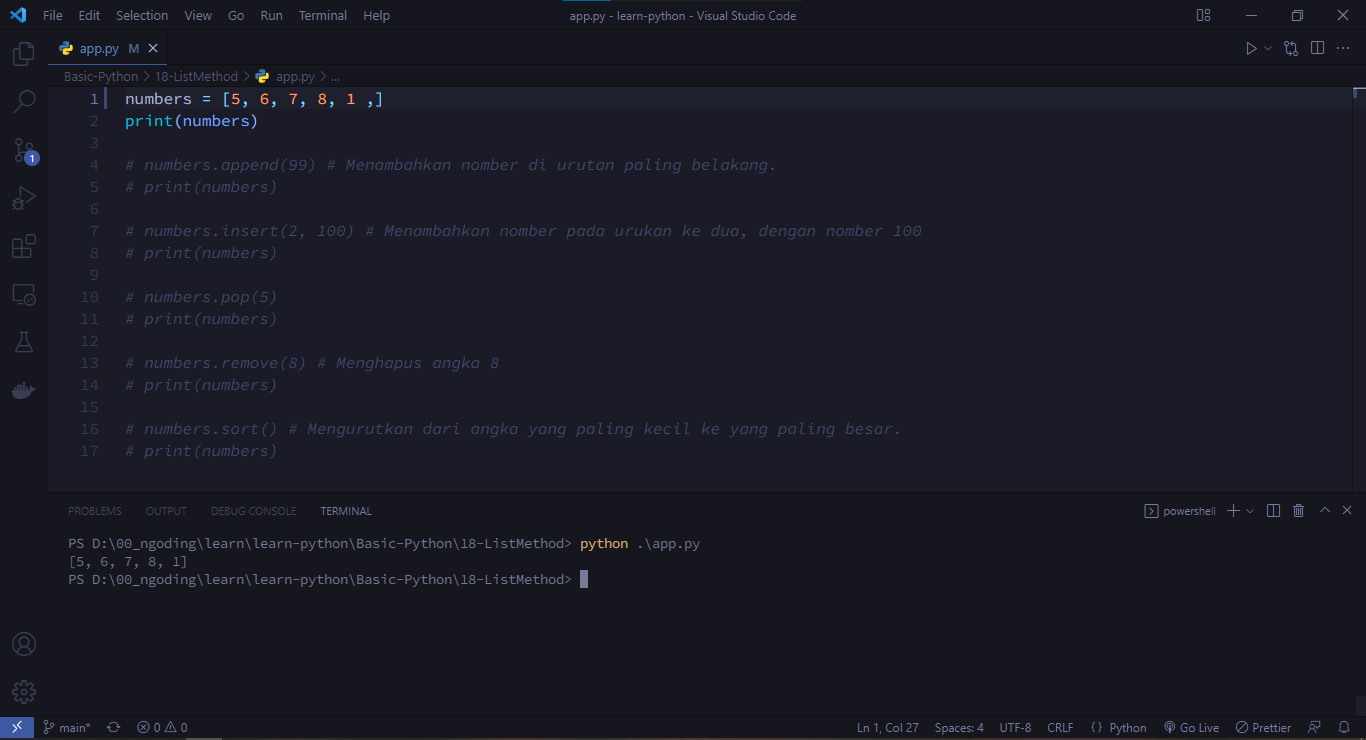 File Edit Selection View Go Run Terminal Help app.py - learn-python - Visual Studio Code
app.py M
Basic-Python > 18-ListMethod > app.py > ...
1 numbers = [5, 6, 7, 8, 1 ,]
2 print(numbers)
3
4 # numbers.append(99) # Menambahkan nomber di urutan paling belakang.
5 # print(numbers)
6
7 # numbers.insert(2, 100) # Menambahkan nomber pada urukan ke dua, dengan nomber 100
8 # print(numbers)
9
10 # numbers.pop(5)
11 # print(numbers)
12
13 # numbers.remove(8) # Menghapus angka 8
14 # print(numbers)
15
16 # numbers.sort() # Mengurutkan dari angka yang paling kecil ke yang paling besar.
17 # print(numbers)
1
PROBLEMS OUTPUT DEBUG CONSOLE TERMINAL powershell
PS D:\00_ngoding\learn\learn-python\Basic-Python\18-ListMethod> python .\app.py
[5, 6, 7, 8, 1]
PS D:\00_ngoding\learn\learn-python\Basic-Python\18-ListMethod>
main* 0 0 Ln 1, Col 27 Spaces: 4 UTF-8 CRLF {} Python Go Live Prettier